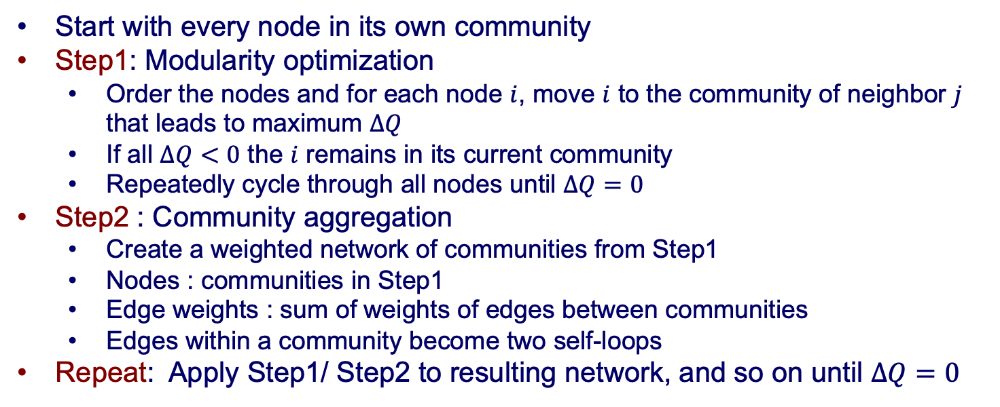 • Start with every node in its own community
• Step1: Modularity optimization
• Order the nodes and for each node i, move i to the community of neighbor j
that leads to maximum ΔQ
• If all ΔQ < 0 the i remains in its current community
• Repeatedly cycle through all nodes until ΔQ = 0
• Step2 : Community aggregation
• Create a weighted network of communities from Step1
• Nodes : communities in Step1
• Edge weights : sum of weights of edges between communities
• Edges within a community become two self-loops
• Repeat: Apply Step1/ Step2 to resulting network, and so on until ΔQ = 0